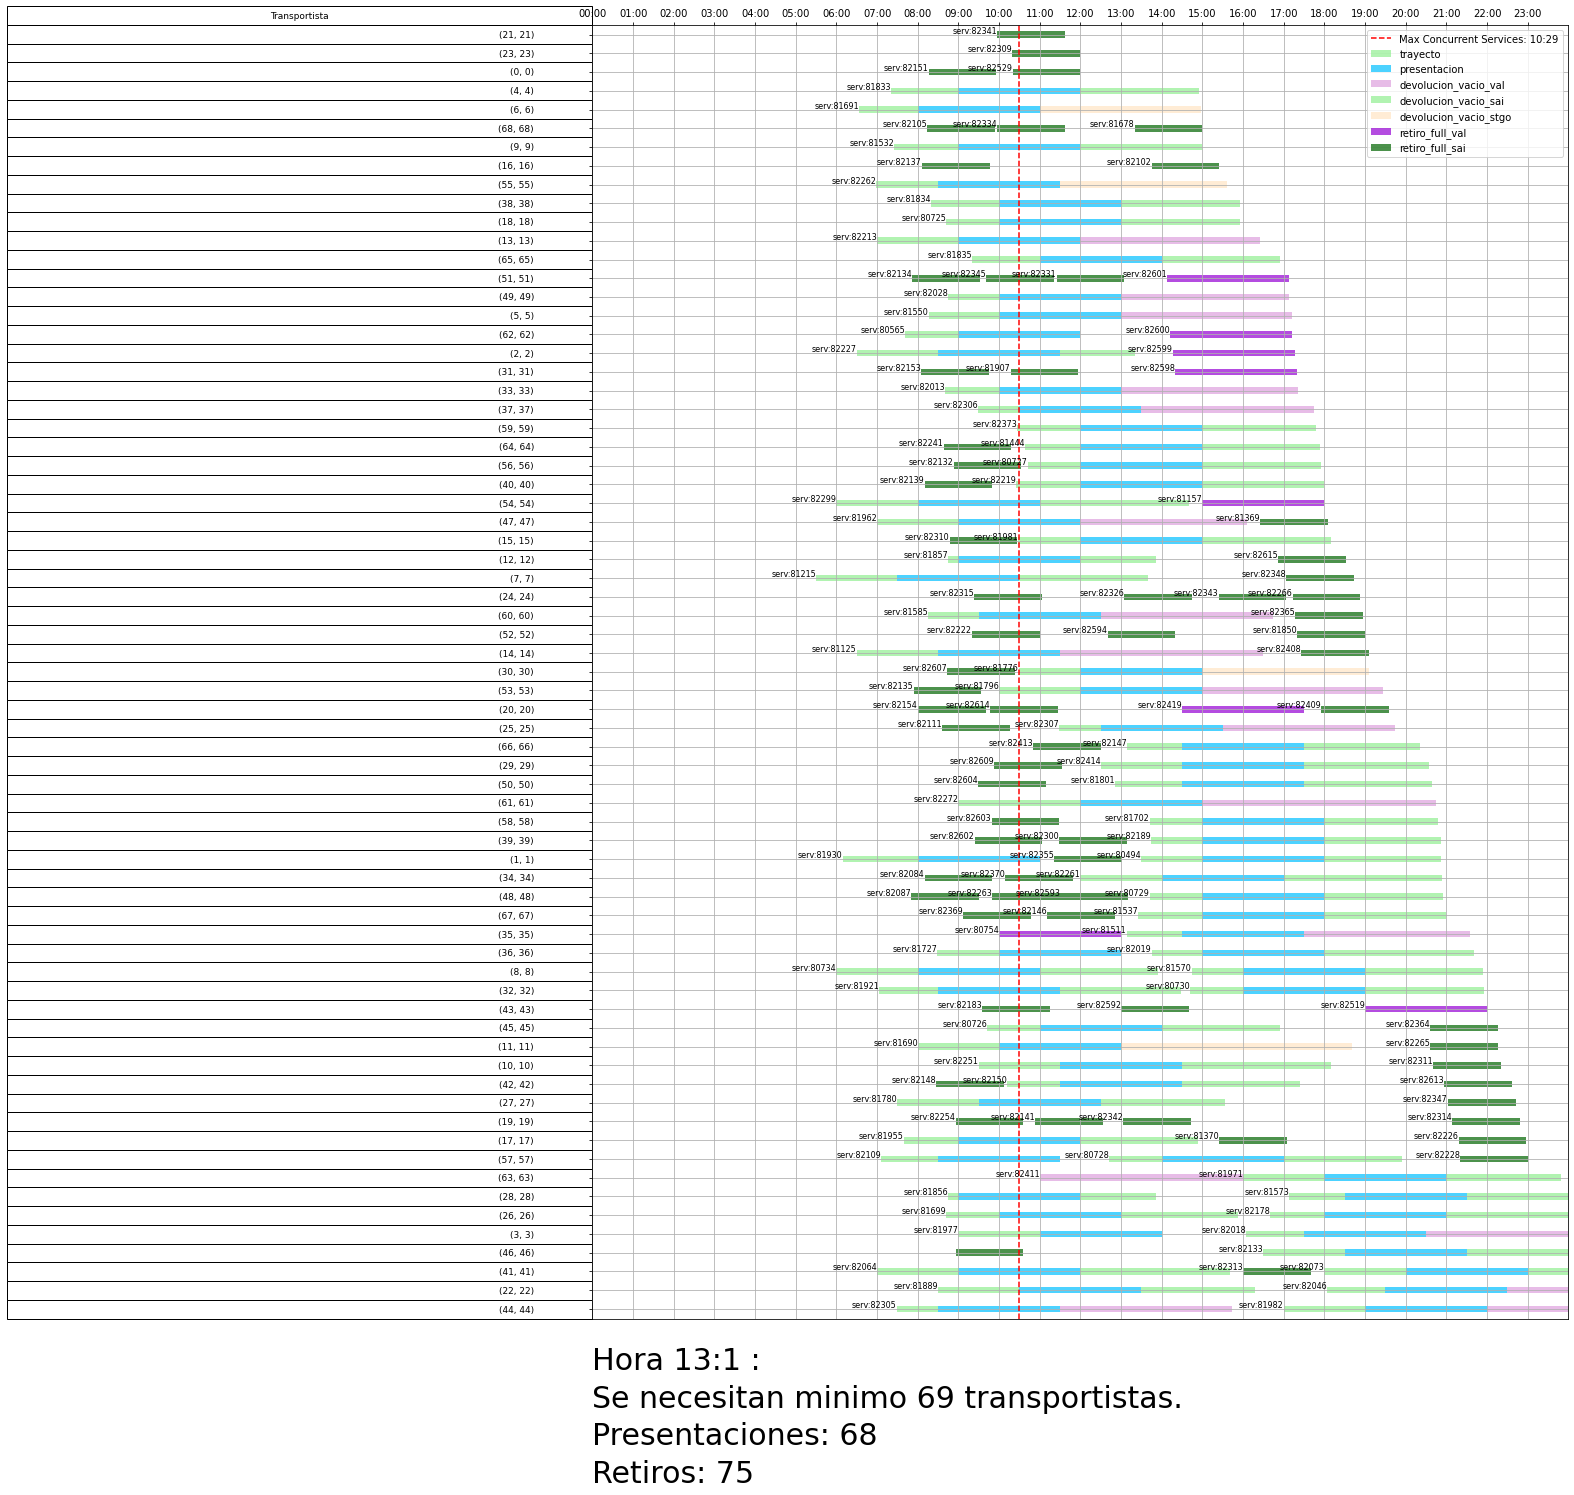 Transportista 00:00 01:00 02:00 03:00 04:00 05:00 06:00 07:00 08:00 09:00 10:00 11:00 12:00 13:00 14:00 15:00 16:00 17:00 18:00 19:00 20:00 21:00 22:00 23:00
Max Concurrent Services: 10:29
trayecto
presentacion
devolucion_vacio_val
devolucion_vacio_sai
devolucion_vacio_stgo
retiro_full_val
retiro_full_sai
(21, 21) serv:82341
(23, 23) serv:82309
(0, 0) serv:82151 serv:82529
(4, 4) serv:81833
(6, 6) serv:81691
(68, 68) serv:82105 serv:82334 serv:81678
(9, 9) serv:81532
(16, 16) serv:82137 serv:82102
(55, 55) serv:82262
(38, 38) serv:81834
(18, 18) serv:80725
(13, 13) serv:82213
(65, 65) serv:81835
(51, 51) serv:82134 serv:82345 serv:82331 serv:82601
(49, 49) serv:82028
(5, 5) serv:81550
(62, 62) serv:80565 serv:82600
(2, 2) serv:82227 serv:82599
(31, 31) serv:82153 serv:81907 serv:82598
(33, 33) serv:82013
(37, 37) serv:82306
(59, 59) serv:82373
(64, 64) serv:82241 serv:81444
(56, 56) serv:82132 serv:80727
(40, 40) serv:82139 serv:82219
(54, 54) serv:82299 serv:81157
(47, 47) serv:81962 serv:81369
(15, 15) serv:82310 serv:81981
(12, 12) serv:81857 serv:82615
(7, 7) serv:81215 serv:82348
(24, 24) serv:82315 serv:82326 serv:82343 serv:82266
(60, 60) serv:81585 serv:82365
(52, 52) serv:82222 serv:82594 serv:81850
(14, 14) serv:81125 serv:82408
(30, 30) serv:82607 serv:81776
(53, 53) serv:82135 serv:81796
(20, 20) serv:82154 serv:82614 serv:82419 serv:82409
(25, 25) serv:82111 serv:82307
(66, 66) serv:82413 serv:82147
(29, 29) serv:82609 serv:82414
(50, 50) serv:82604 serv:81801
(61, 61) serv:82272
(58, 58) serv:82603 serv:81702
(39, 39) serv:82602 serv:82300 serv:82189
(1, 1) serv:81930 serv:82355 serv:80494
(34, 34) serv:82084 serv:82370 serv:82261
(48, 48) serv:82087 serv:82263 serv:82593 serv:80729
(67, 67) serv:82369 serv:82146 serv:81537
(35, 35) serv:80754 serv:81511
(36, 36) serv:81727 serv:82019
(8, 8) serv:80734 serv:81570
(32, 32) serv:81921 serv:80730
(43, 43) serv:82183 serv:82592 serv:82519
(45, 45) serv:80726 serv:82364
(11, 11) serv:81690 serv:82265
(10, 10) serv:82251 serv:82311
(42, 42) serv:82148 serv:82150 serv:82613
(27, 27) serv:81780 serv:82347
(19, 19) serv:82254 serv:82141 serv:82342 serv:82314
(17, 17) serv:81955 serv:81370 serv:82226
(57, 57) serv:82109 serv:80728 serv:82228
(63, 63) serv:82411 serv:81971
(28, 28) serv:81856 serv:81573
(26, 26) serv:81699 serv:82178
(3, 3) serv:81977 serv:82018
(46, 46) serv:82133
(41, 41) serv:82064 serv:82313 serv:82073
(22, 22) serv:81889 serv:82046
(44, 44) serv:82305 serv:81982
Hora 13:1 :
Se necesitan minimo 69 transportistas.
Presentaciones: 68
Retiros: 75